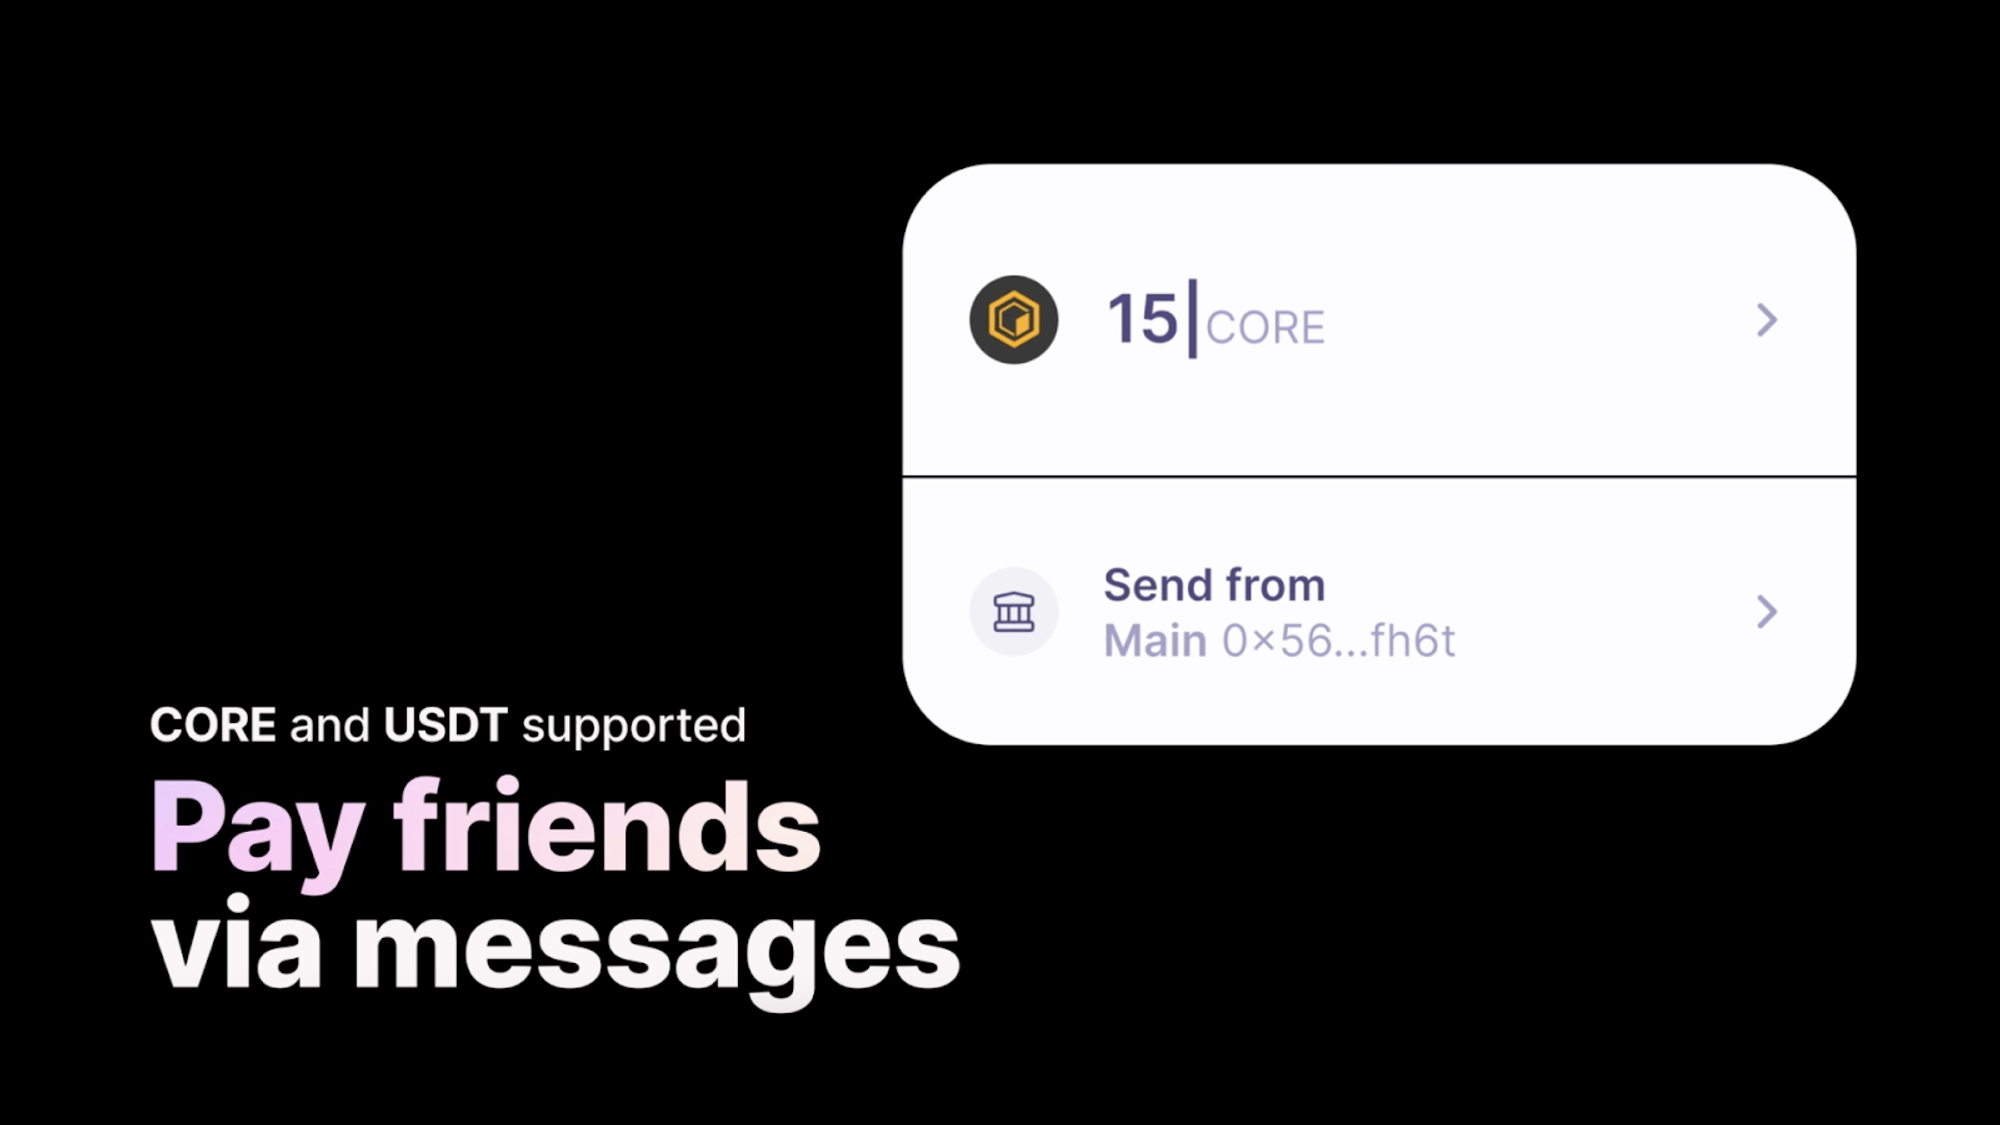 15 CORE
Send from
Main 0×56...fh6t
CORE and USDT supported
Pay friends
via messages